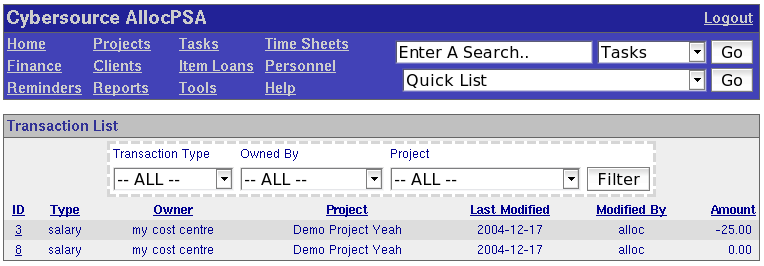 Cybersource AllocPSA Logout
Home Projects Tasks Time Sheets
Enter A Search.. Tasks Go
Finance Clients Item Loans Personnel
Quick List Go
Reminders Reports Tools Help
Transaction List
Transaction Type Owned By Project
-- ALL -- -- ALL -- -- ALL -- Filter
ID Type Owner Project Last Modified Modified By Amount
3 salary my cost centre Demo Project Yeah 2004-12-17 alloc -25.00
8 salary my cost centre Demo Project Yeah 2004-12-17 alloc 0.00